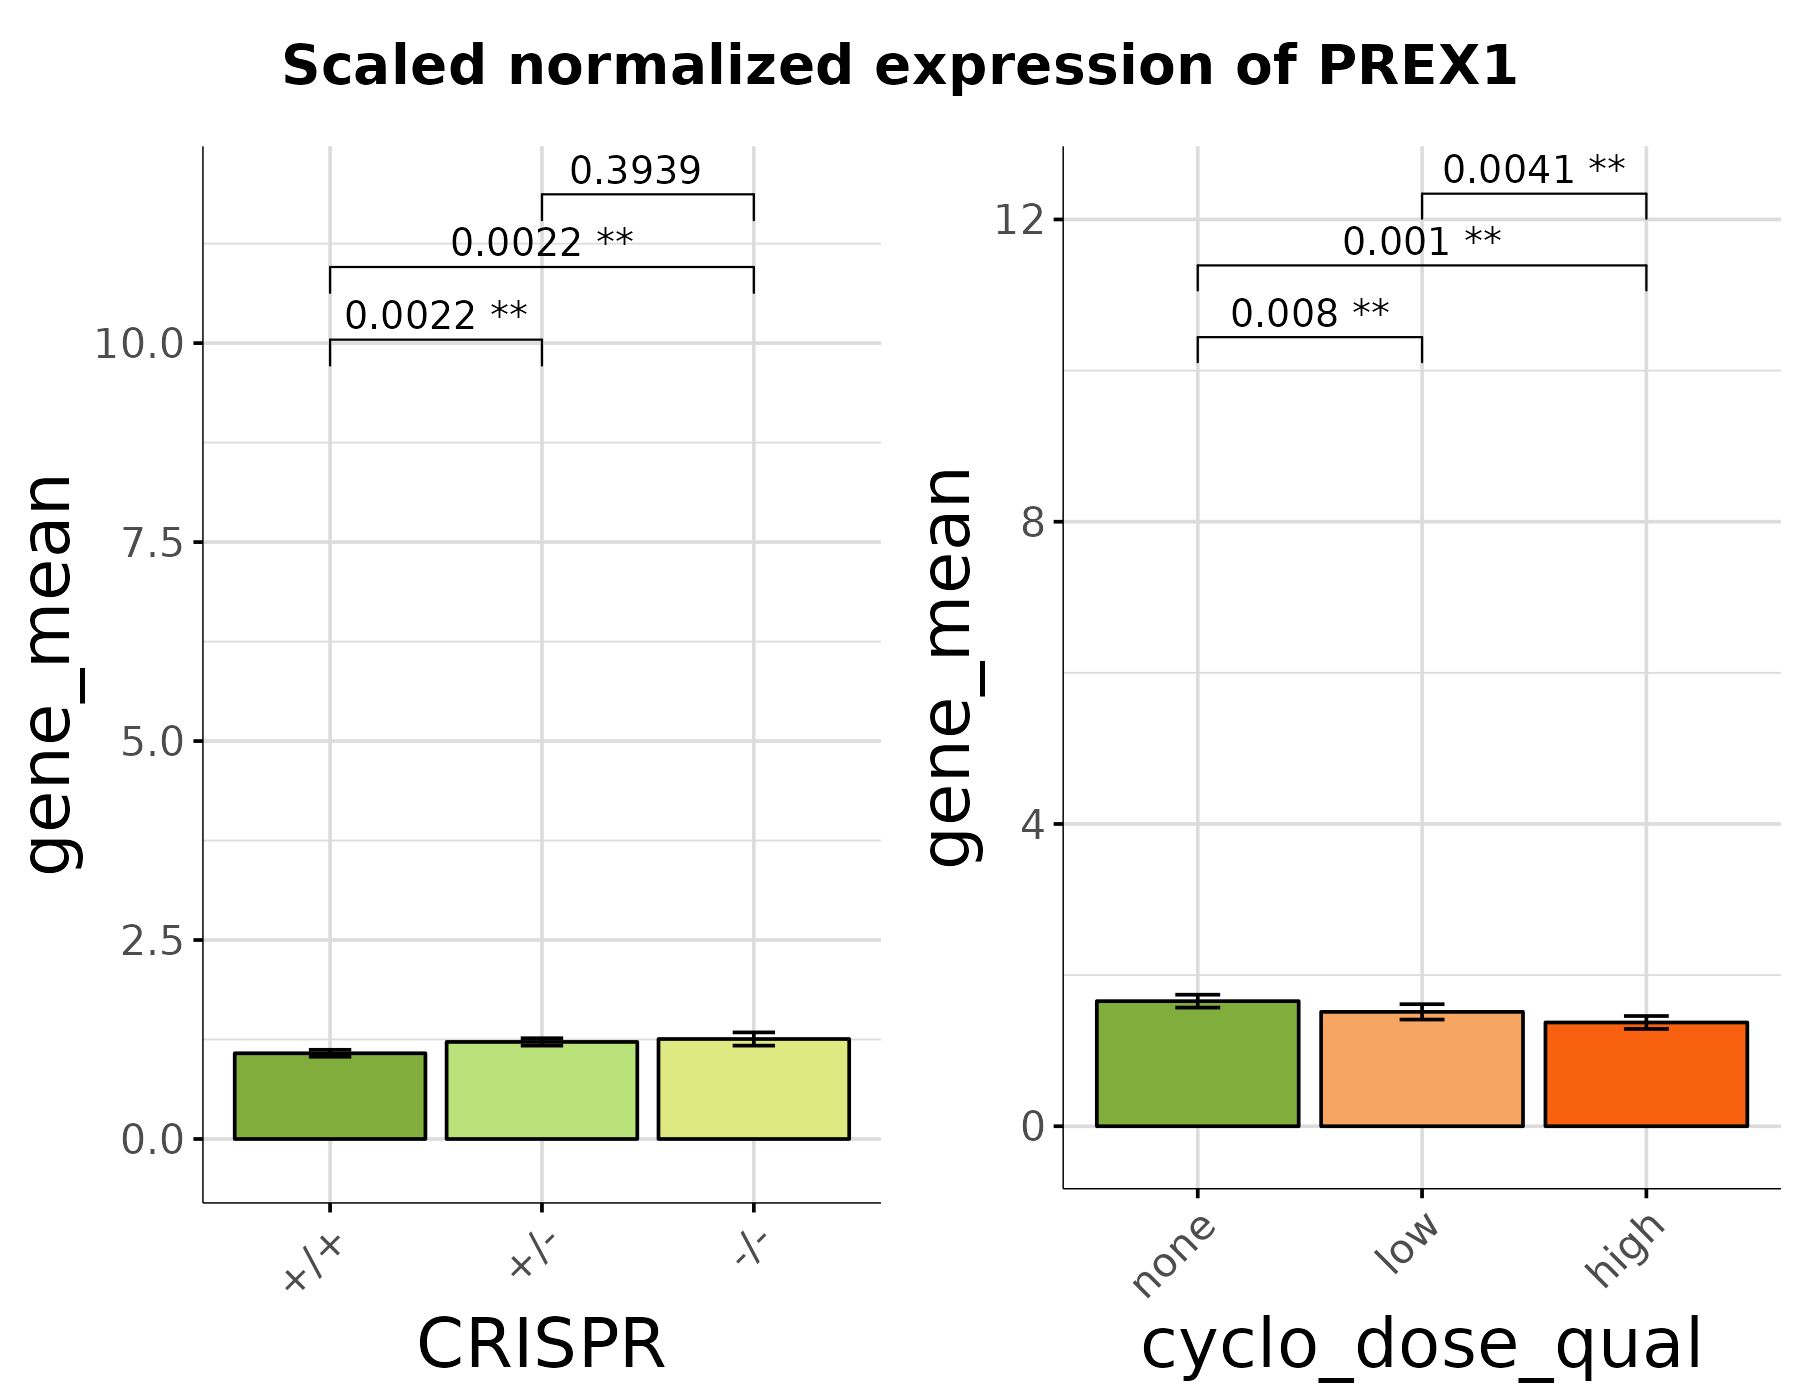 Scaled normalized expression of PREX1
0.3939
0.0022 **
0.0022 **
10.0
7.5
5.0
2.5
0.0
gene_mean
+/+
+/-
-/-
CRISPR
0.0041 **
0.001 **
0.008 **
12
8
4
0
gene_mean
none
low
high
cyclo_dose_qual